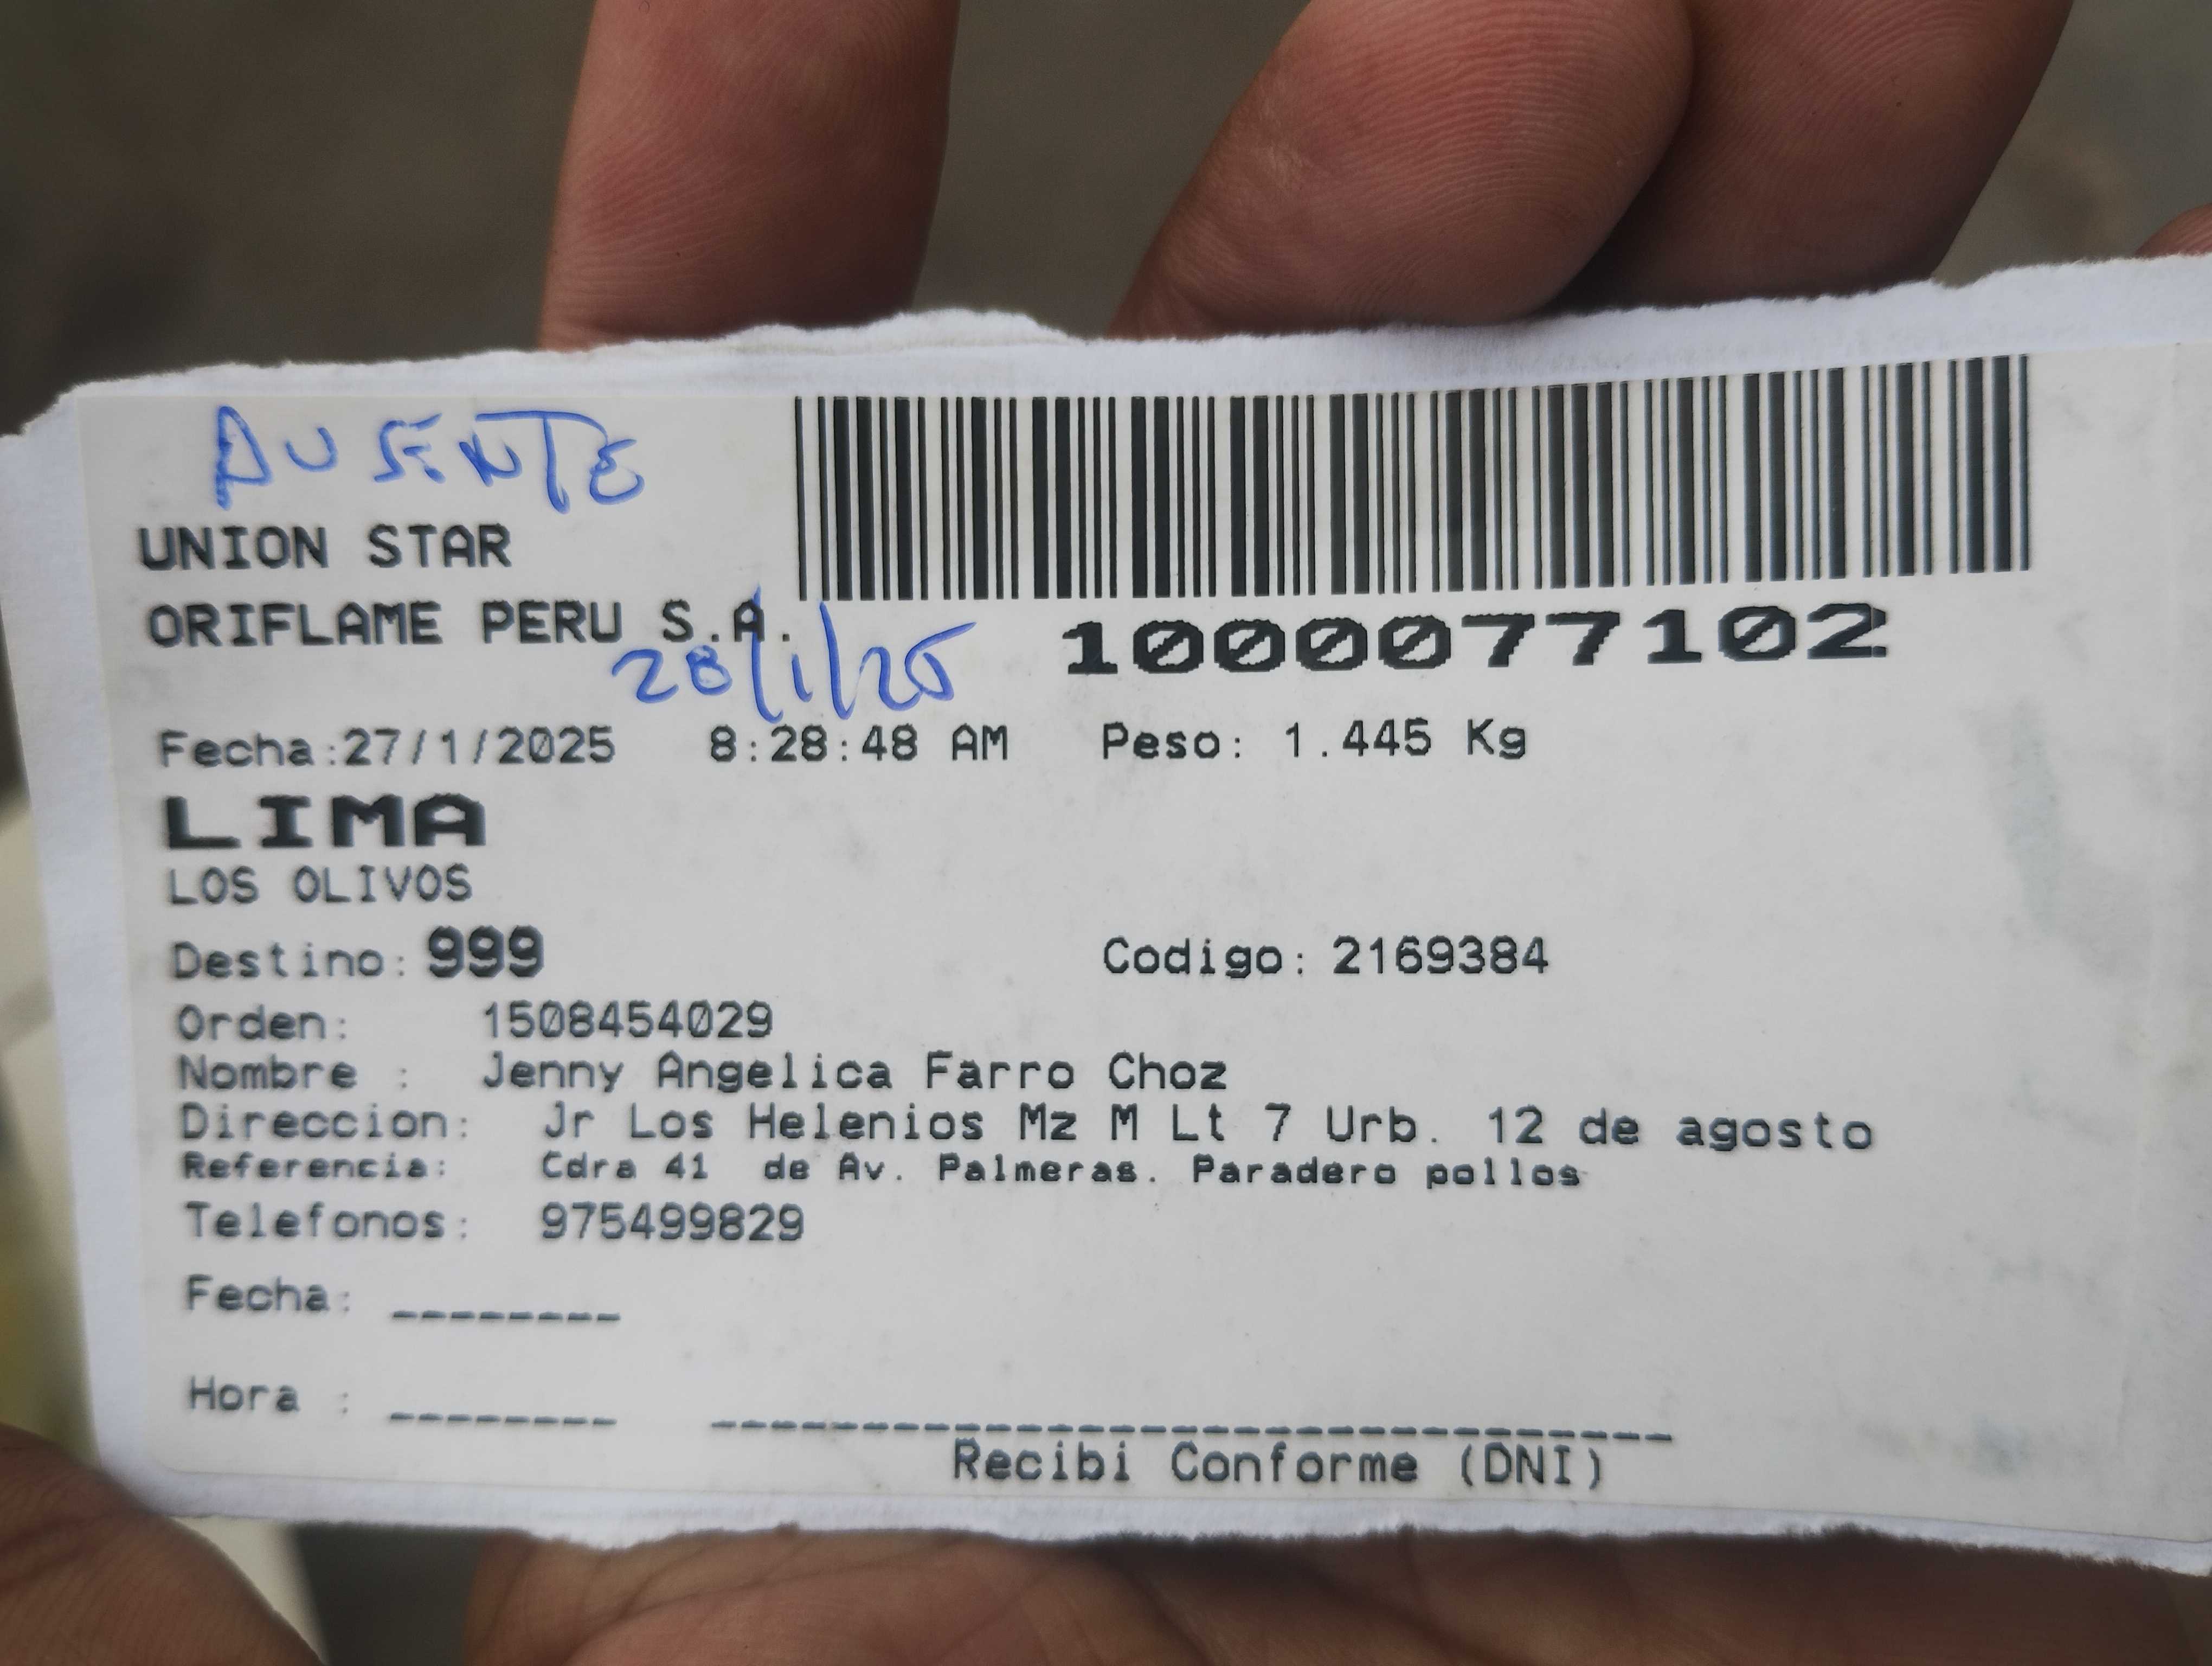 AUSENTE
UNION STAR
ORIFLAME PERU S.A.
28/1/25
1000077102
Fecha:27/1/2025 8:28:48 AM Peso: 1.445 Kg
LIMA
LOS OLIVOS
Destino: 999 Codigo: 2169384
Orden: 1508454029
Nombre : Jenny Angelica Farro Choz
Direccion: Jr Los Helenios Mz M Lt 7 Urb. 12 de agosto
Referencia: Cdra 41 de Av. Palmeras. Paradero pollos
Telefonos: 975499829
Fecha: ________
Hora : ________
Recibi Conforme (DNI)